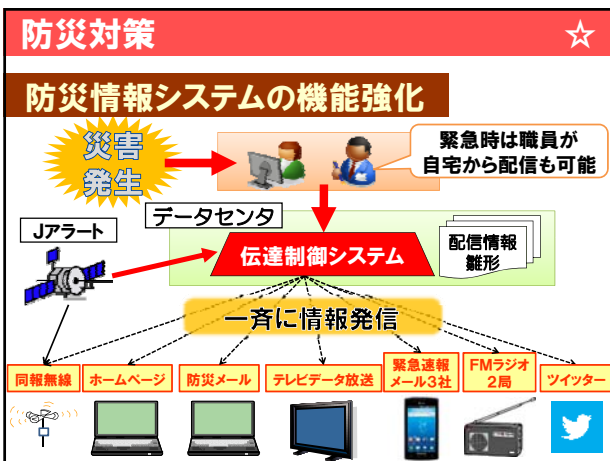 防災対策
☆
防災情報システムの機能強化
災害
発生
緊急時は職員が
自宅から配信も可能
データセンタ
Jアラート
伝達制御システム
配信情報
雛形
一斉に情報発信
同報無線
ホームページ
防災メール
テレビデータ放送
緊急速報
メール3社
FMラジオ
2局
ツイッター